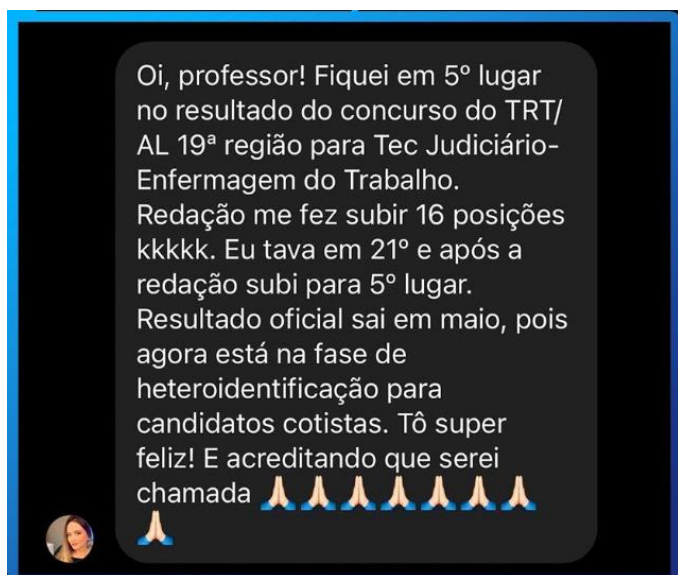 Oi, professor! Fiquei em 5º lugar
no resultado do concurso do TRT/
AL 19ª região para Tec Judiciário-
Enfermagem do Trabalho.
Redação me fez subir 16 posições
kkkkk. Eu tava em 21º e após a
redação subi para 5º lugar.
Resultado oficial sai em maio, pois
agora está na fase de
heteroidentificação para
candidatos cotistas. Tô super
feliz! E acreditando que serei
chamada 🙏🏻🙏🏻🙏🏻🙏🏻🙏🏻🙏🏻🙏🏻
🙏🏻